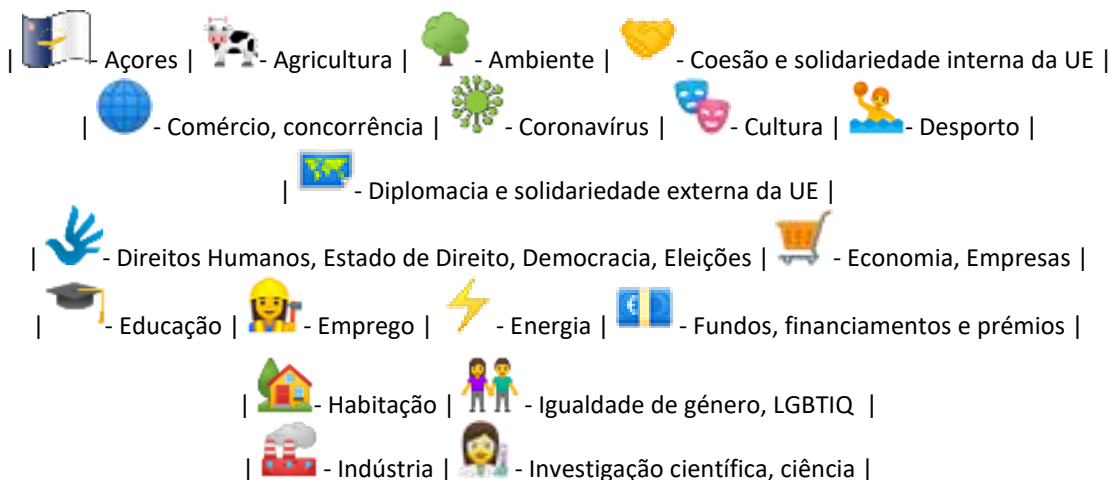 | - Açores | - Agricultura | - Ambiente | - Coesão e solidariedade interna da UE |
| - Comércio, concorrência | - Coronavírus | - Cultura | - Desporto |
| - Diplomacia e solidariedade externa da UE |
| - Direitos Humanos, Estado de Direito, Democracia, Eleições | - Economia, Empresas |
| - Educação | - Emprego | - Energia | - Fundos, financiamentos e prémios |
| - Habitação | - Igualdade de género, LGBTIQ |
| - Indústria | - Investigação científica, ciência |